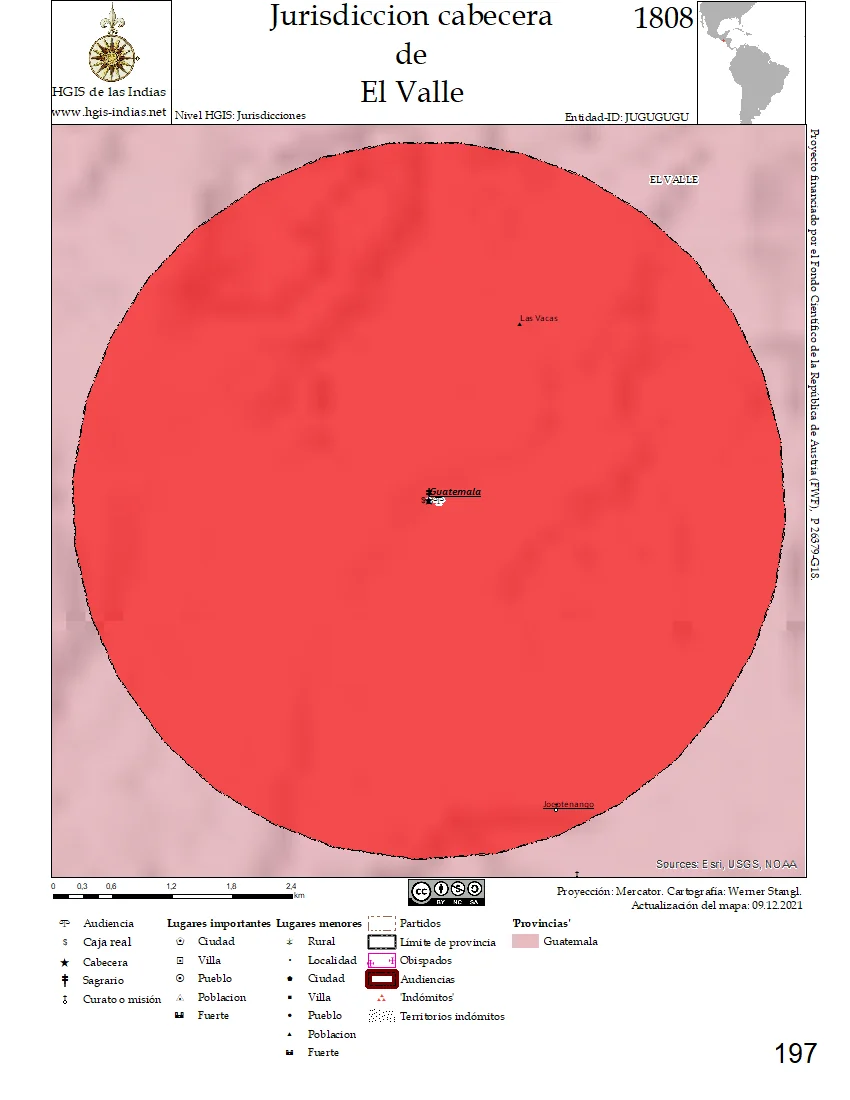 Jurisdiccion cabecera
de
El Valle
1808
HGIS de las Indias
www.hgis-indias.net
Nivel HGIS: Jurisdicciones
Entidad-ID: JUGUGUGU
EL VALLE
Las Vacas
Guatemala
Jocotenango
Sources: Esri, USGS, NOAA
Proyecto financiado por el Fondo Científico de la República de Austria (FWF), P 26379-G18.
0 0,3 0,6 1,2 1,8 2,4
km
cc BY NC SA
Proyección: Mercator. Cartografía: Werner Stangl.
Actualización del mapa: 09.12.2021
Audiencia
S Caja real
Cabecera
Sagrario
Curato o misión
Lugares importantes
Ciudad
Villa
Pueblo
Poblacion
Fuerte
Lugares menores
Rural
Localidad
Ciudad
Villa
Pueblo
Poblacion
Fuerte
Partidos
Límite de provincia
Obispados
Audiencias
'Indómitos'
Territorios indómitos
'Provincias'
Guatemala
197